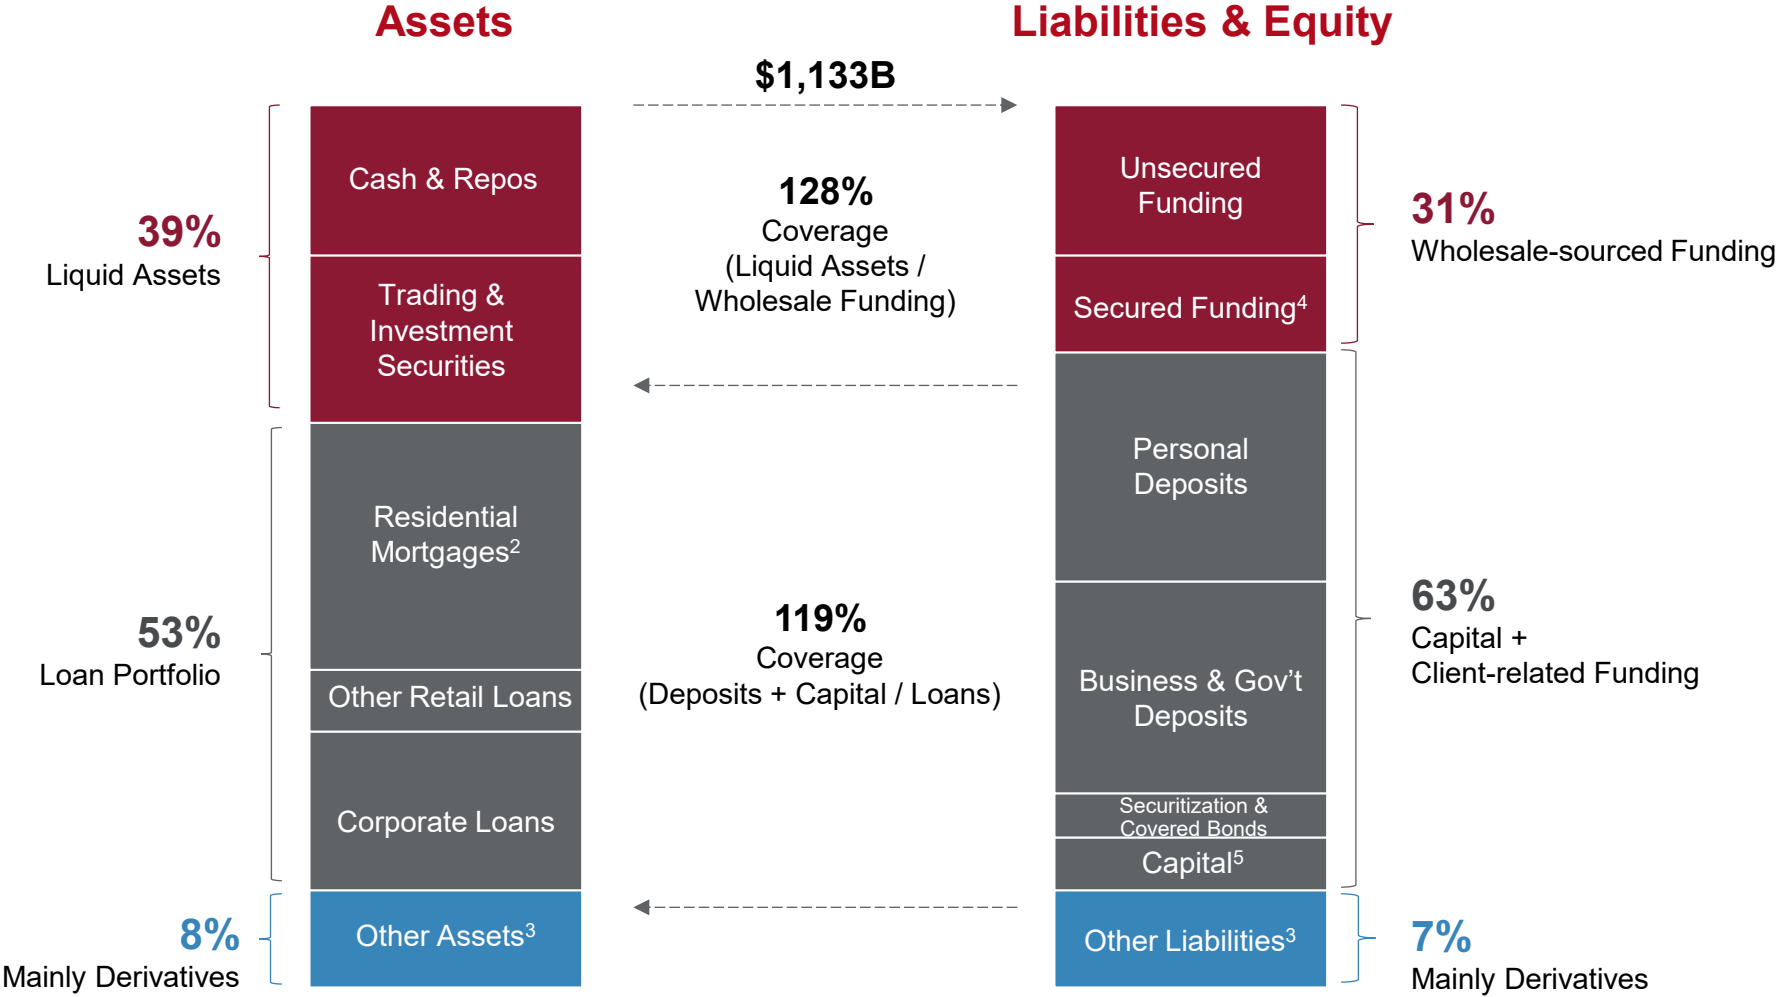 Assets
Liabilities & Equity
$1,133B
39%
Liquid Assets
Cash & Repos
Trading &
Investment
Securities
128%
Coverage
(Liquid Assets /
Wholesale Funding)
Unsecured
Funding
Secured Funding4
31%
Wholesale-sourced Funding
53%
Loan Portfolio
Residential
Mortgages2
Other Retail Loans
Corporate Loans
119%
Coverage
(Deposits + Capital / Loans)
Personal
Deposits
Business & Gov’t
Deposits
Securitization &
Covered Bonds
Capital5
63%
Capital +
Client-related Funding
8%
Mainly Derivatives
Other Assets3
Other Liabilities3
7%
Mainly Derivatives